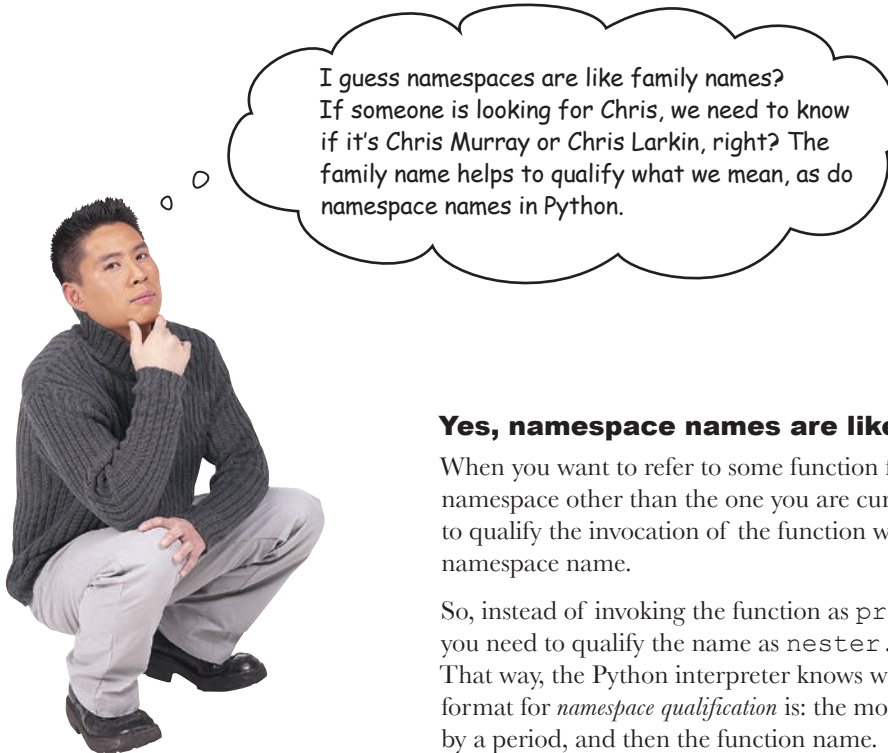 I guess namespaces are like family names?
If someone is looking for Chris, we need to know
if it's Chris Murray or Chris Larkin, right? The
family name helps to qualify what we mean, as do
namespace names in Python.
Yes, namespace names are like
When you want to refer to some function
namespace other than the one you are
to qualify the invocation of the function
namespace name.
So, instead of invoking the function as
you need to qualify the name as nester.
That way, the Python interpreter knows
format for namespace qualification is: the
by a period, and then the function name.